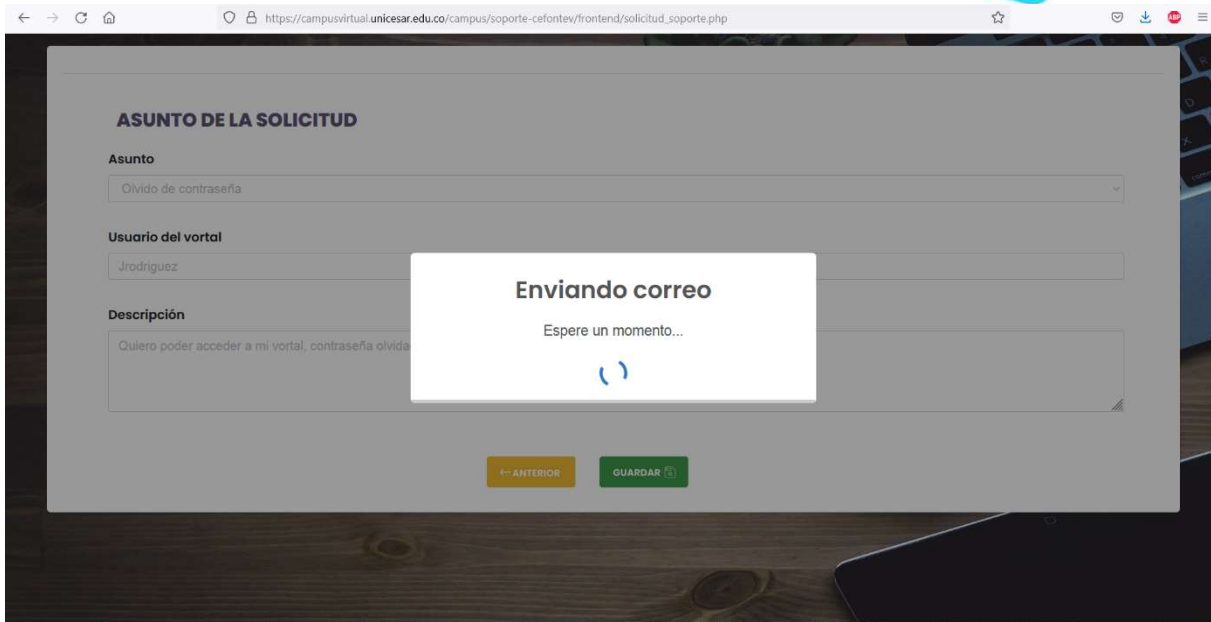 https://campusvirtual.unicesar.edu.co/campus/soporte-cefontev/frontend/solicitud_soporte.php
ABP
ASUNTO DE LA SOLICITUD
Asunto
Olvido de contraseña
Usuario del vortal
Jrodriguez
Enviando correo
Espere un momento...
Descripción
Quiero poder acceder a mi vortal, contraseña olvida
← ANTERIOR
GUARDAR